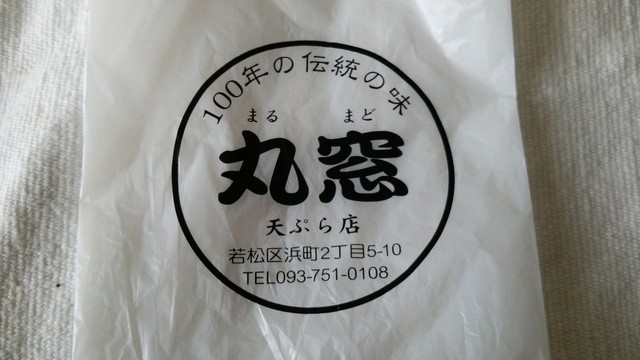 100年の伝統の味
まる まど
丸窓
天ぷら店
若松区浜町2丁目5-10
TEL093-751-0108